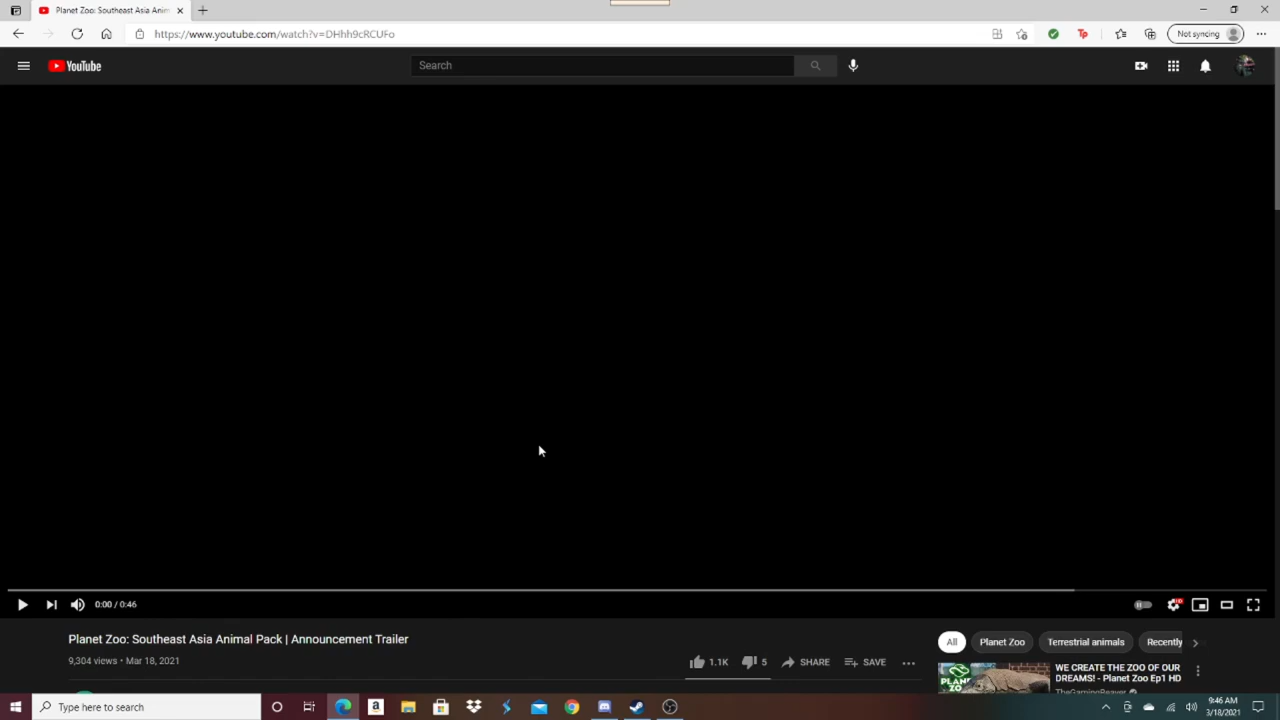 Planet Zoo: Southeast Asia Anim
https://www.youtube.com/watch?v=DHhh9cRCUFo
Not syncing
YouTube
Search
0:00 / 0:46
HD
Planet Zoo: Southeast Asia Animal Pack | Announcement Trailer
9,304 views • Mar 18, 2021
1.1K
5
SHARE
SAVE
All
Planet Zoo
Terrestrial animals
Recently
PLAN
ZO
WE CREATE THE ZOO OF OUR
DREAMS! - Planet Zoo Ep1 HD
TheGamingBeaver
Type here to search
9:46 AM
3/18/2021